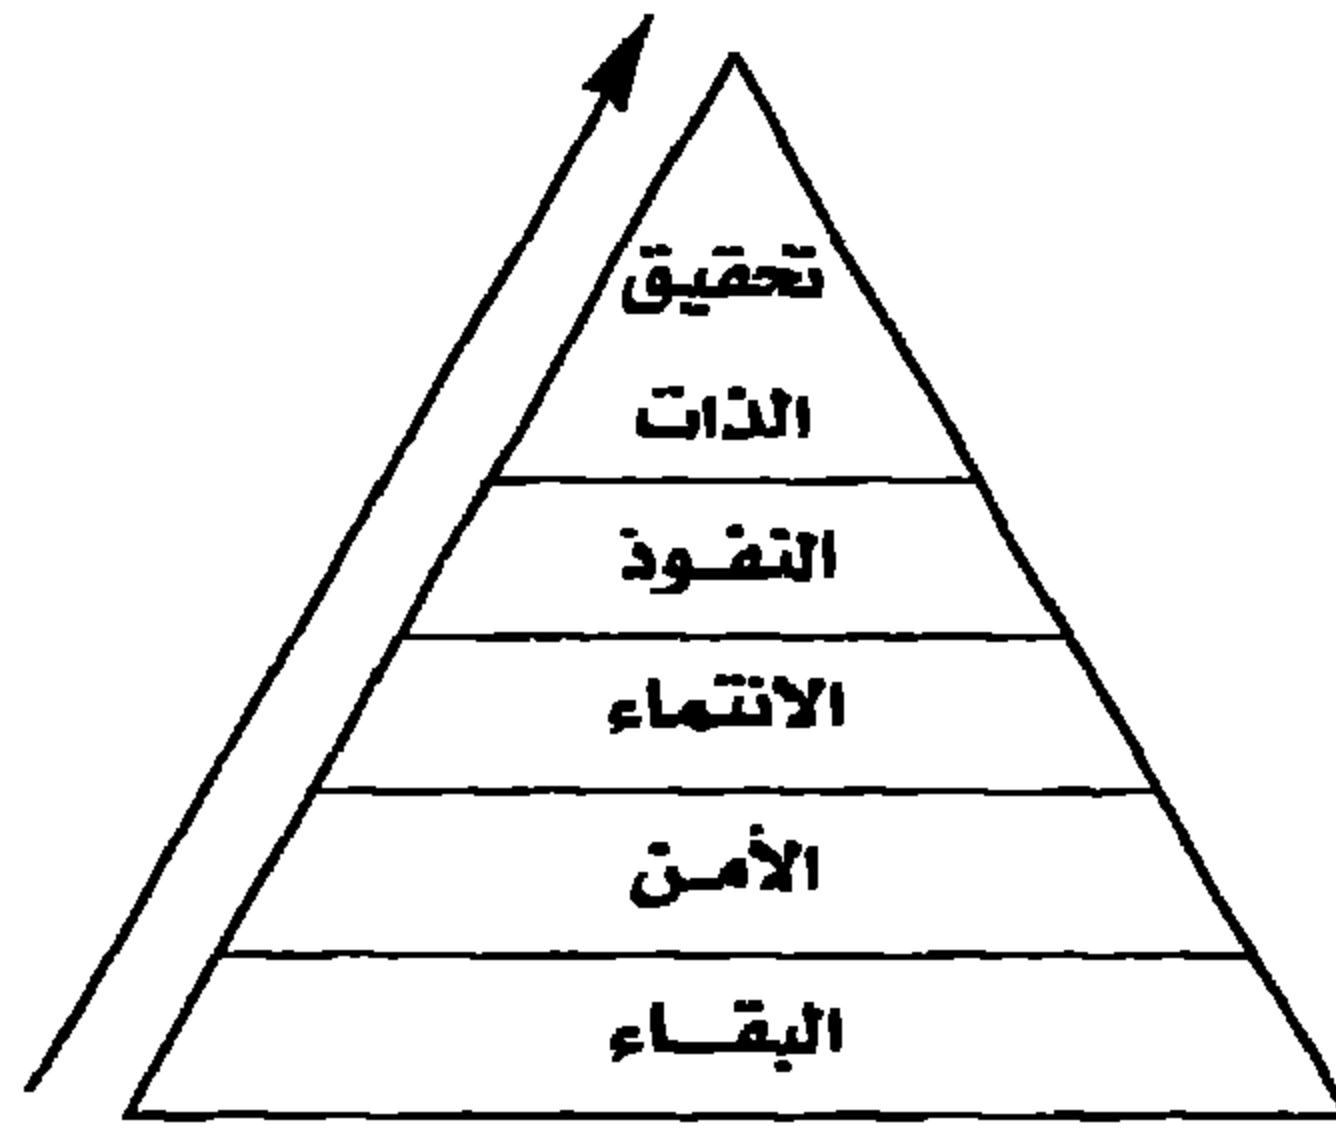 تحقيق
الذات
النفوذ
الانتماء
الأمن
البقاء